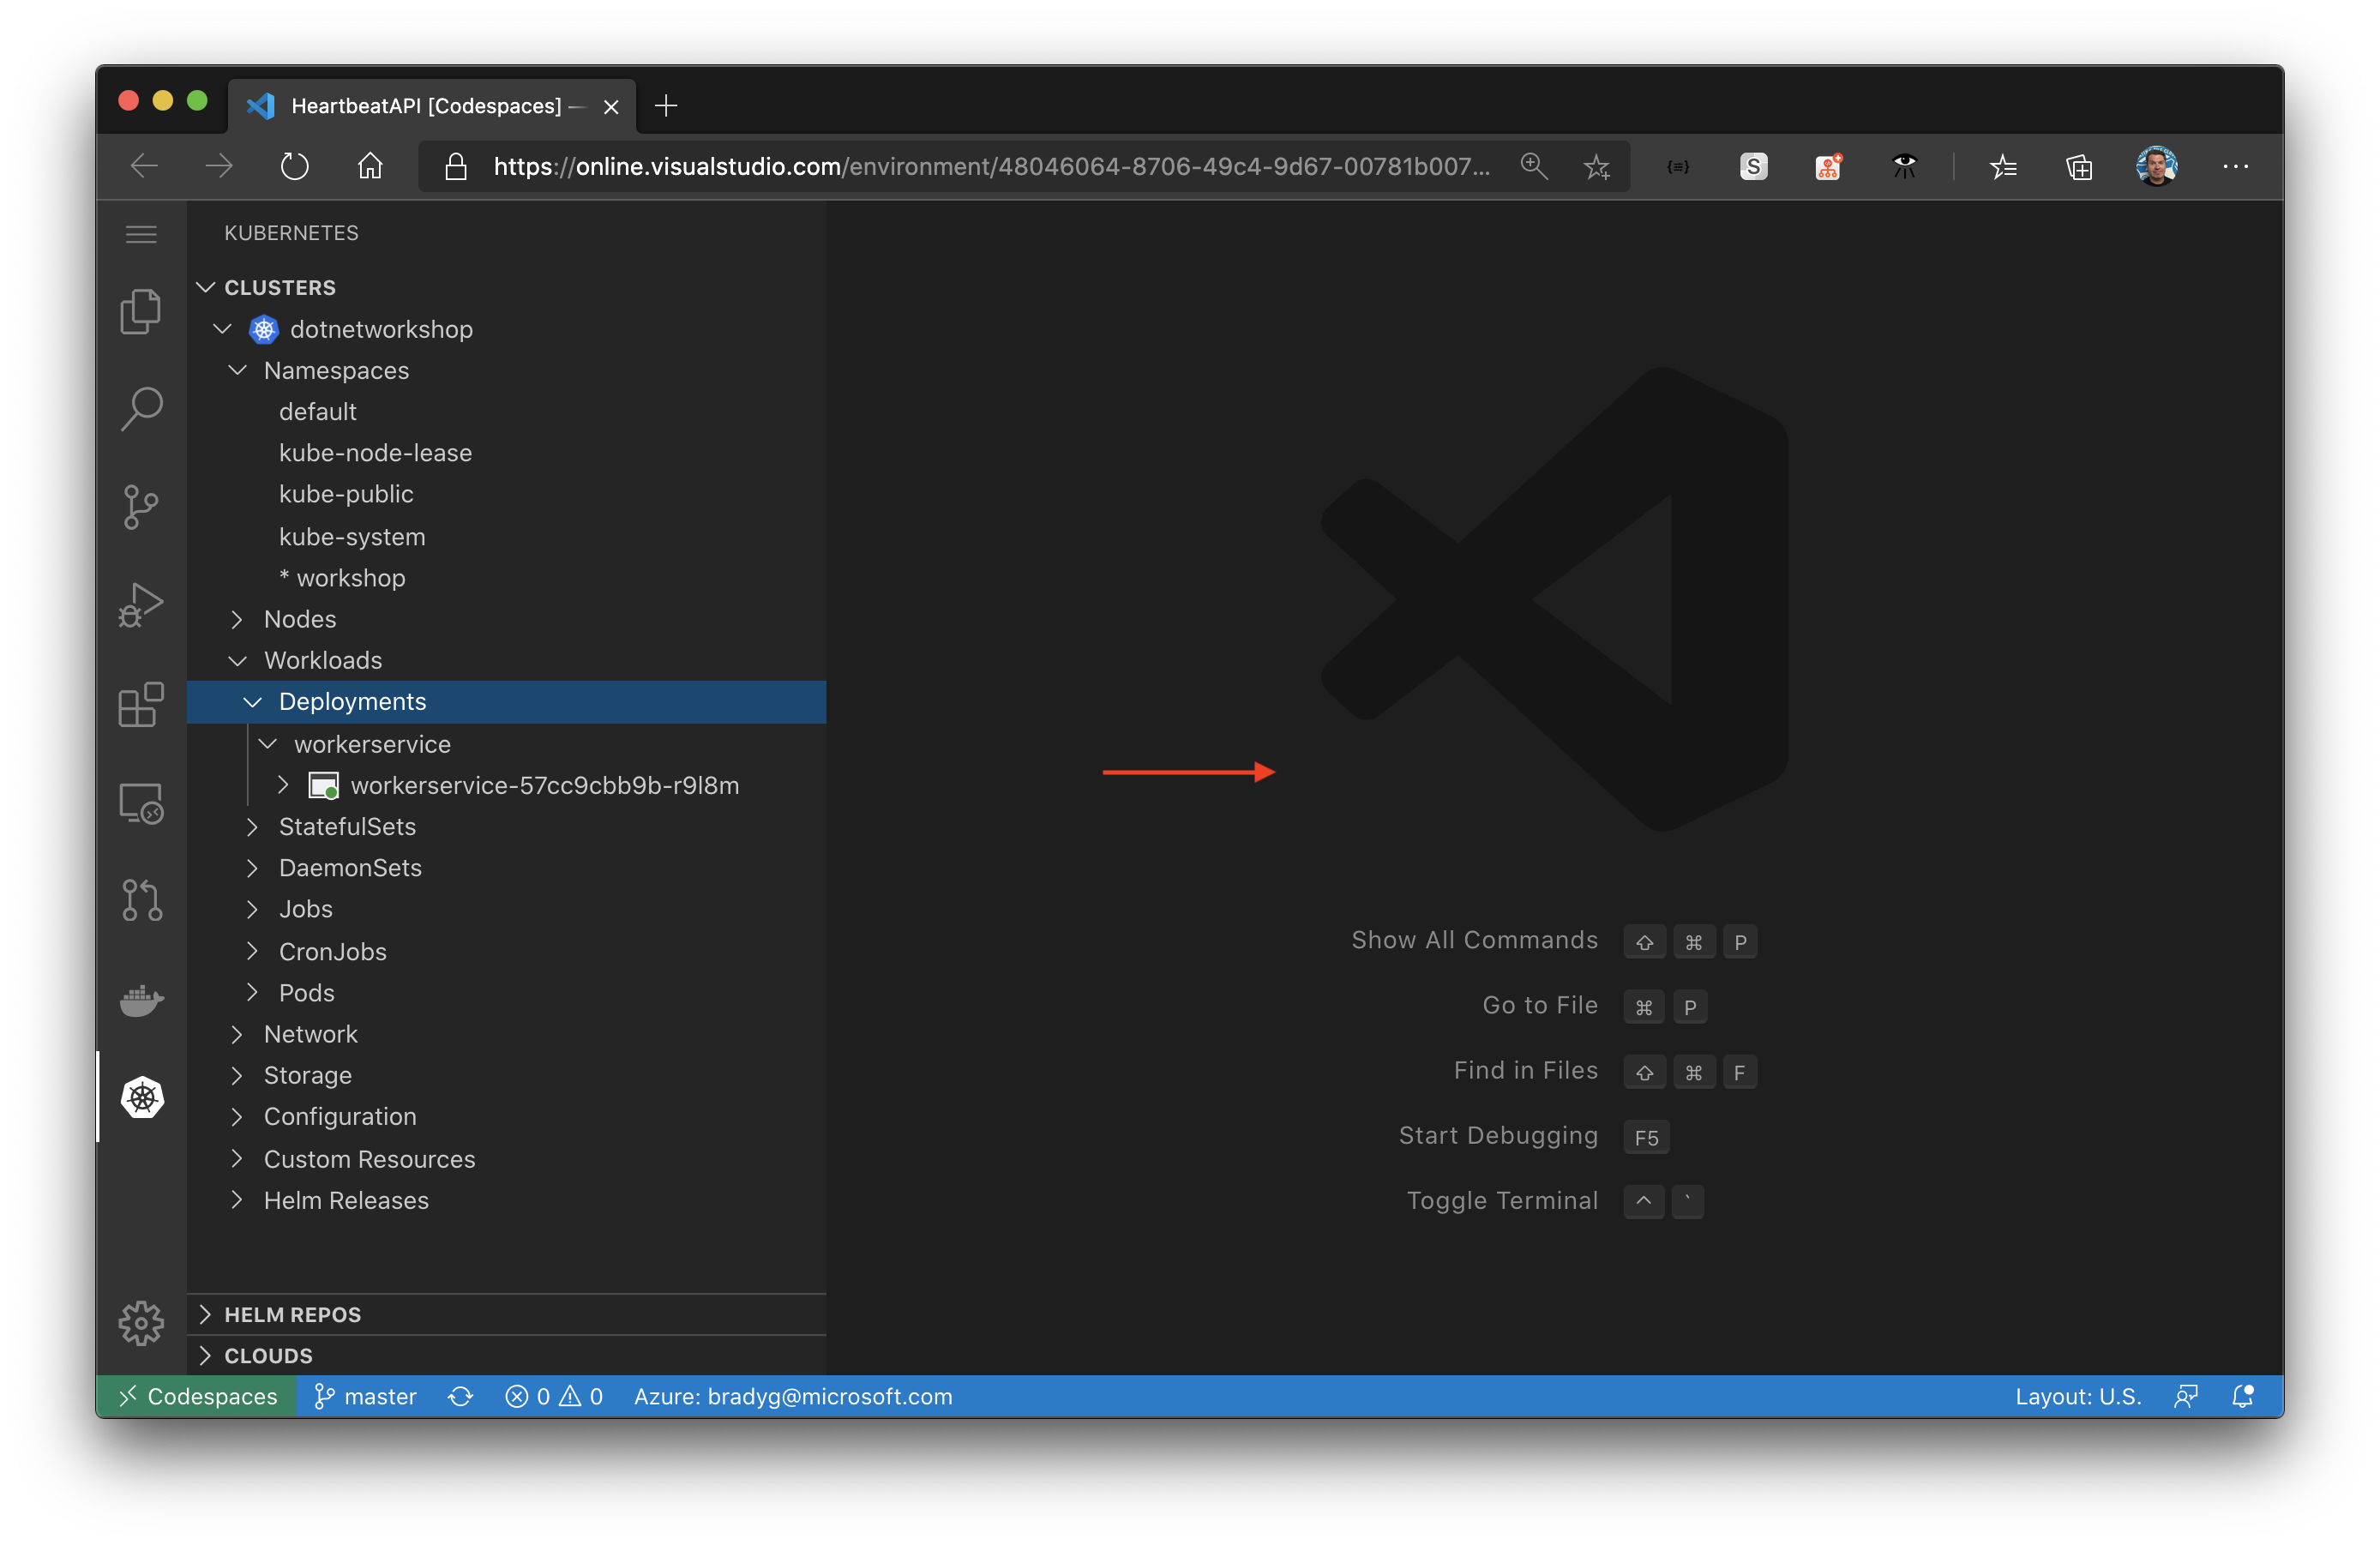 HeartbeatAPI [Codespaces] —
https://online.visualstudio.com/environment/48046064-8706-49c4-9d67-00781b007...
{≡}
S
KUBERNETES
CLUSTERS
dotnetworkshop
Namespaces
default
kube-node-lease
kube-public
kube-system
* workshop
Nodes
Workloads
Deployments
workerservice
workerservice-57cc9cbb9b-r9l8m
StatefulSets
DaemonSets
Jobs
CronJobs
Pods
Network
Storage
Configuration
Custom Resources
Helm Releases
HELM REPOS
CLOUDS
Show All Commands ⇧ ⌘ P
Go to File ⌘ P
Find in Files ⇧ ⌘ F
Start Debugging F5
Toggle Terminal ^ `
Codespaces master 0 0 Azure: bradyg@microsoft.com Layout: U.S.